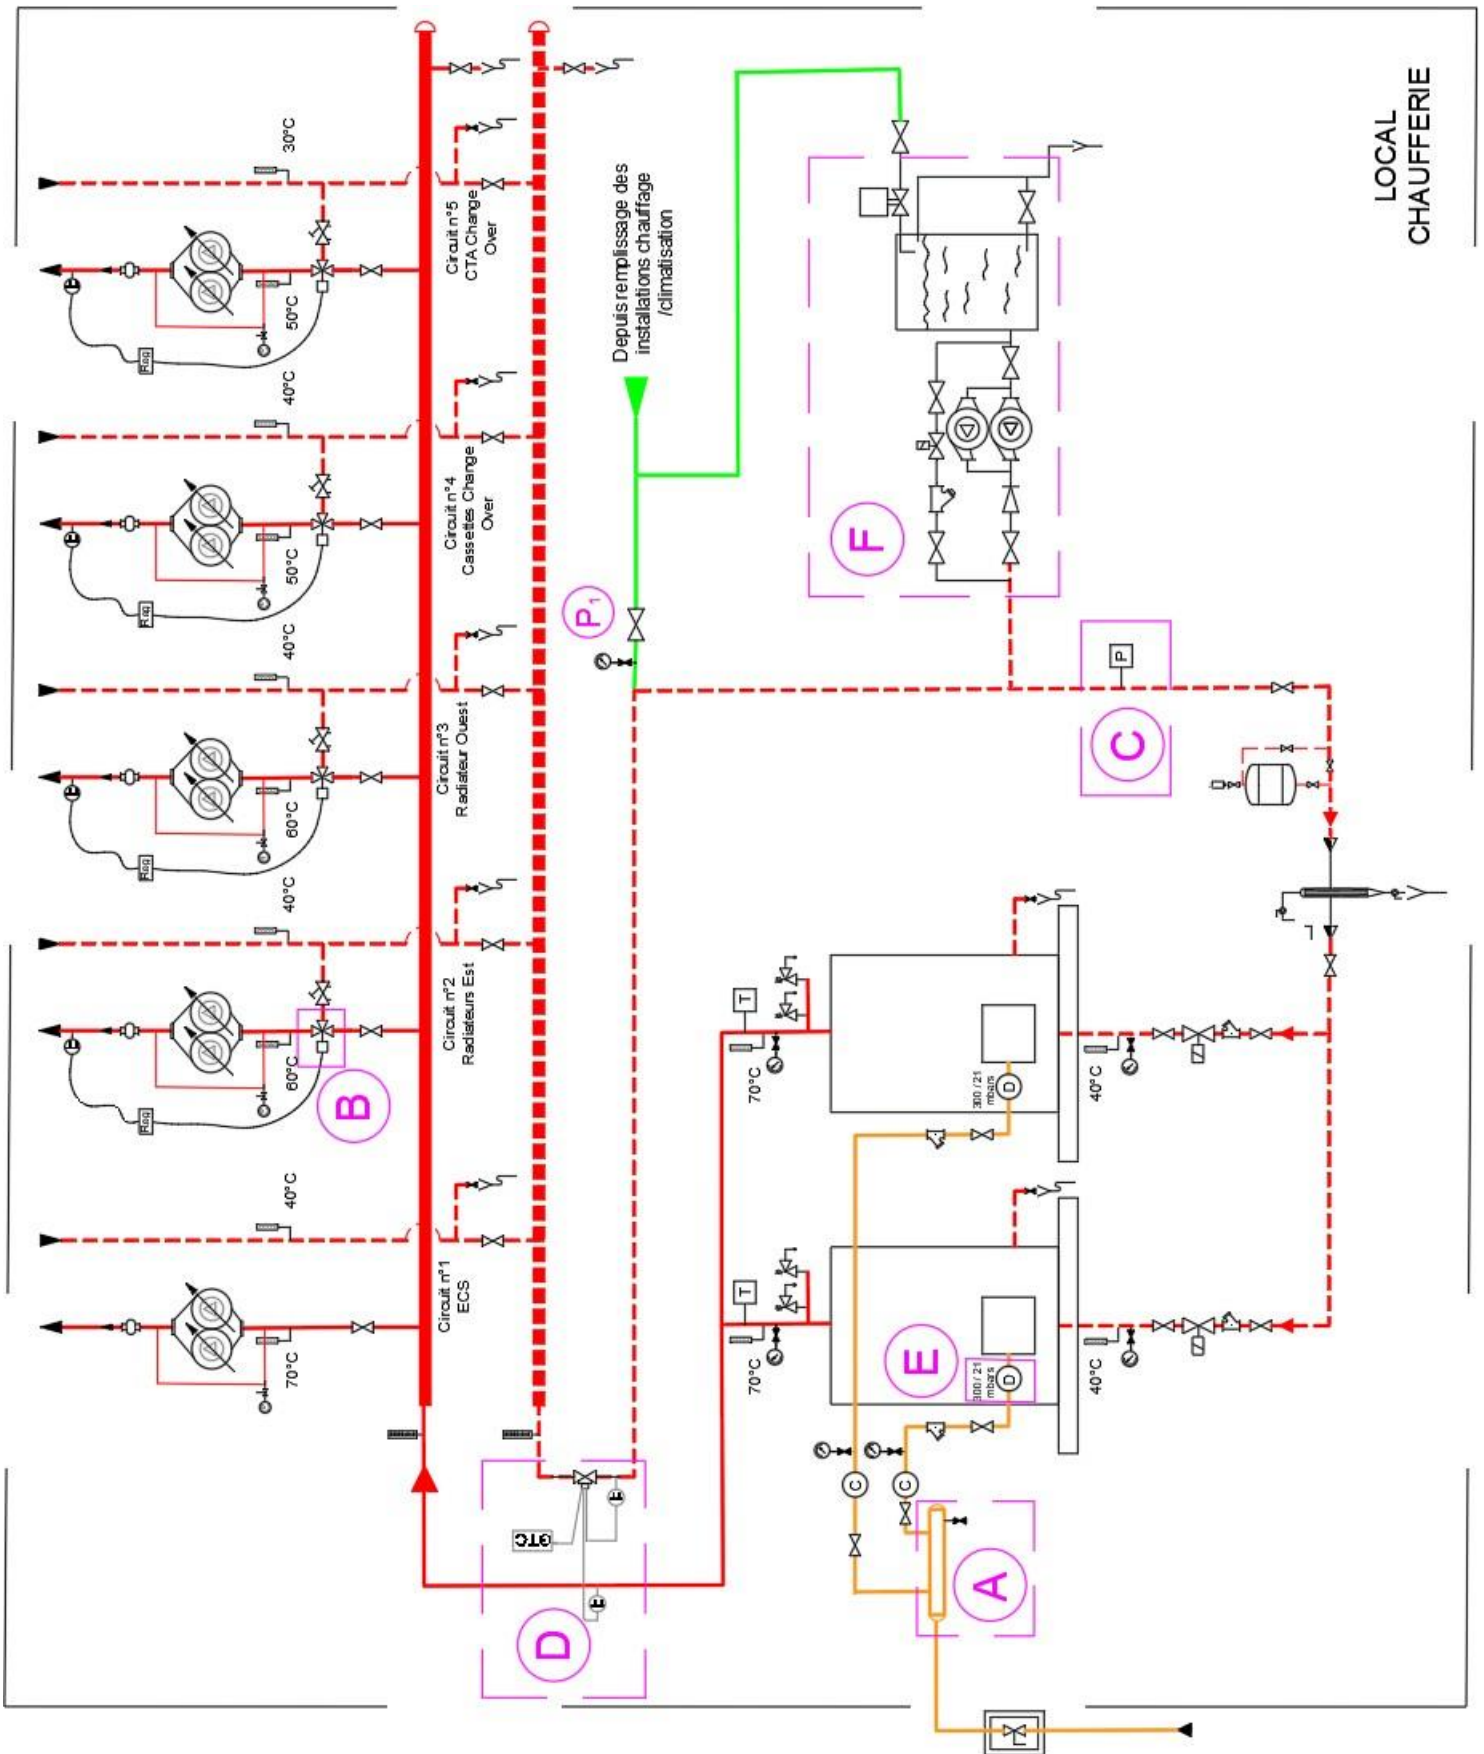 LOCAL
CHAUFFERIE
30°C
50°C
Reg
Circuit n°5
CTA Change
Over
40°C
50°C
Reg
Circuit n°4
Cassettes Change
Over
40°C
60°C
Reg
Circuit n°3
Radiateur Ouest
40°C
60°C
Reg
Circuit n°2
Radiateurs Est
B
40°C
70°C
Circuit n°1
ECS
Depuis remplissage des
installations chauffage
/climatisation
P1
F
P
C
T
70°C
300 / 21
mbars
D
40°C
T
70°C
E
300 / 21
mbars
D
40°C
C
C
A
GTC
D